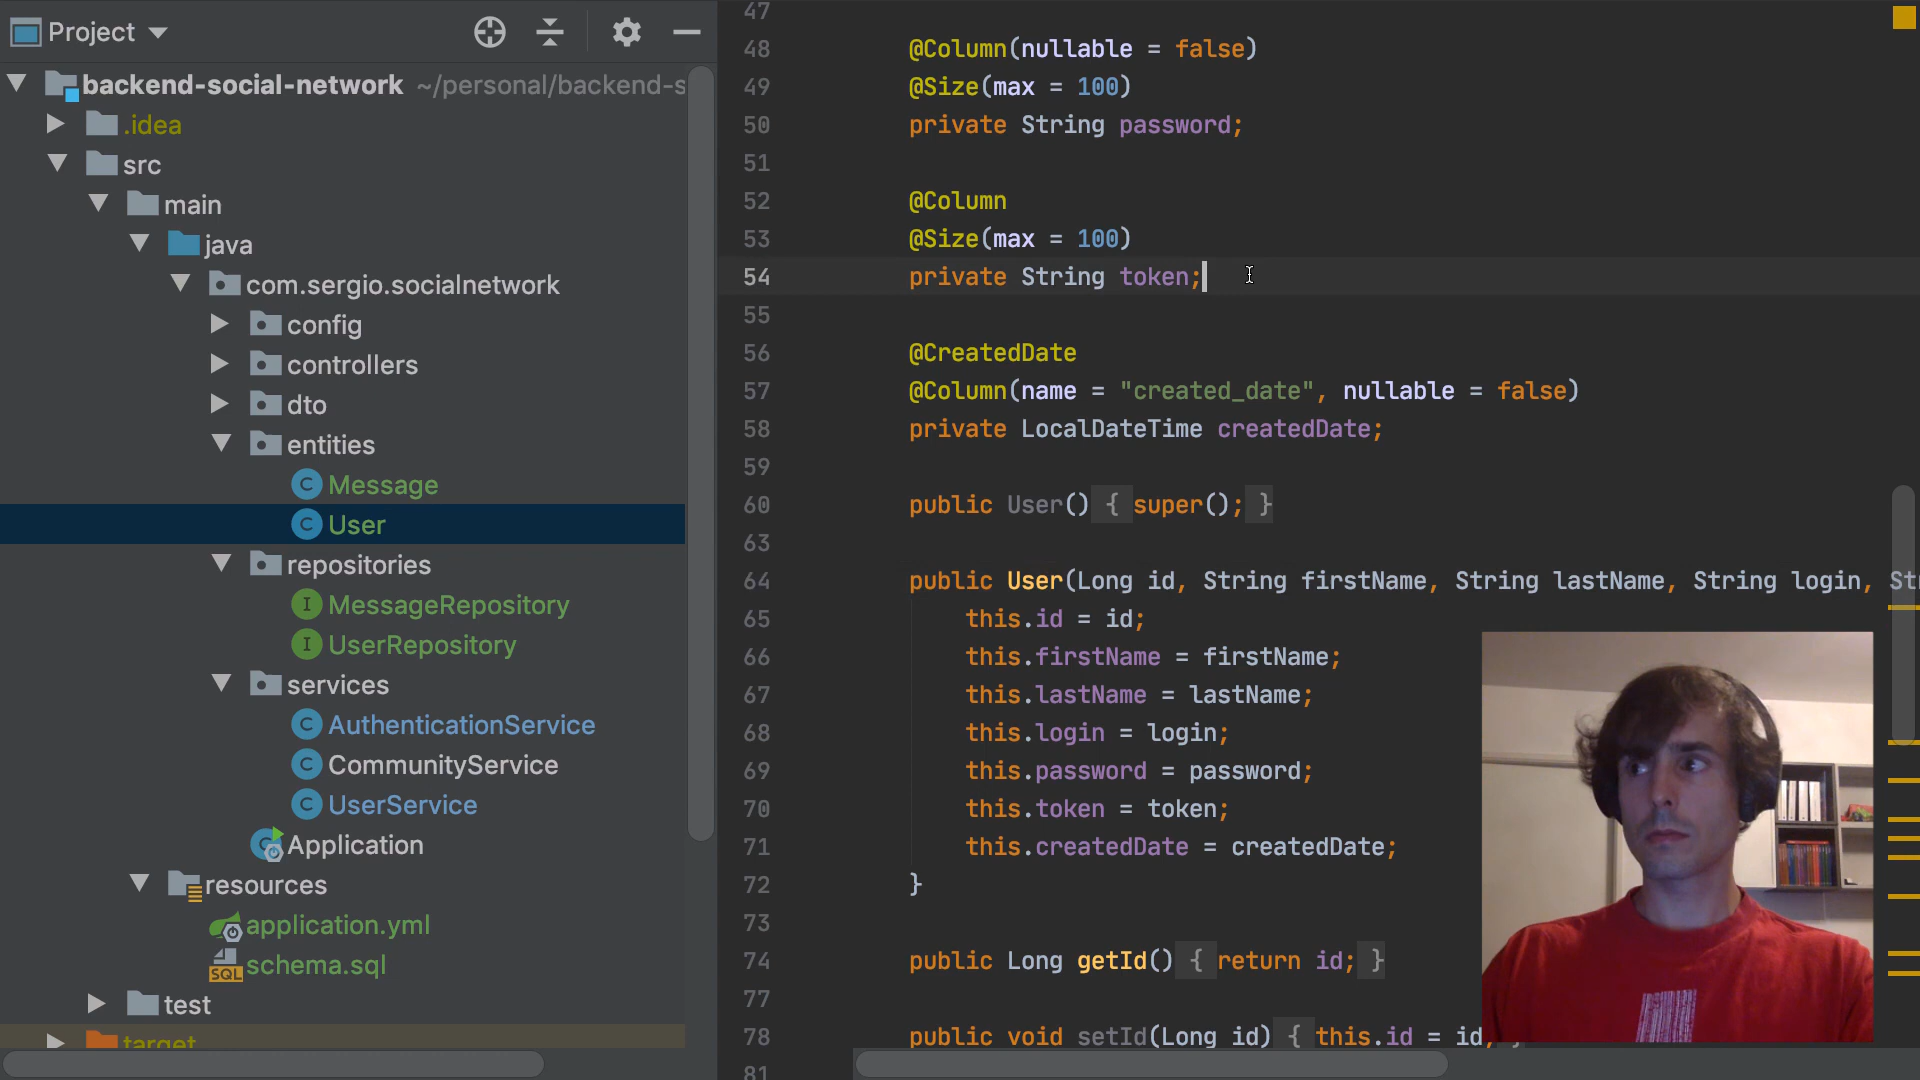 Project
backend-social-network ~/personal/backend-s
.idea
src
main
java
com.sergio.socialnetwork
config
controllers
dto
entities
C Message
C User
repositories
I MessageRepository
I UserRepository
services
C AuthenticationService
C CommunityService
C UserService
Application
resources
application.yml
SQL schema.sql
test
target
47
48 @Column(nullable = false)
49 @Size(max = 100)
50 private String password;
51
52 @Column
53 @Size(max = 100)
54 private String token;
55
56 @CreatedDate
57 @Column(name = "created_date", nullable = false)
58 private LocalDateTime createdDate;
59
60 public User() { super(); }
63
64 public User(Long id, String firstName, String lastName, String login, St
65 this.id = id;
66 this.firstName = firstName;
67 this.lastName = lastName;
68 this.login = login;
69 this.password = password;
70 this.token = token;
71 this.createdDate = createdDate;
72 }
73
74 public Long getId() { return id; }
77
78 public void setId(Long id) { this.id = id; }
81